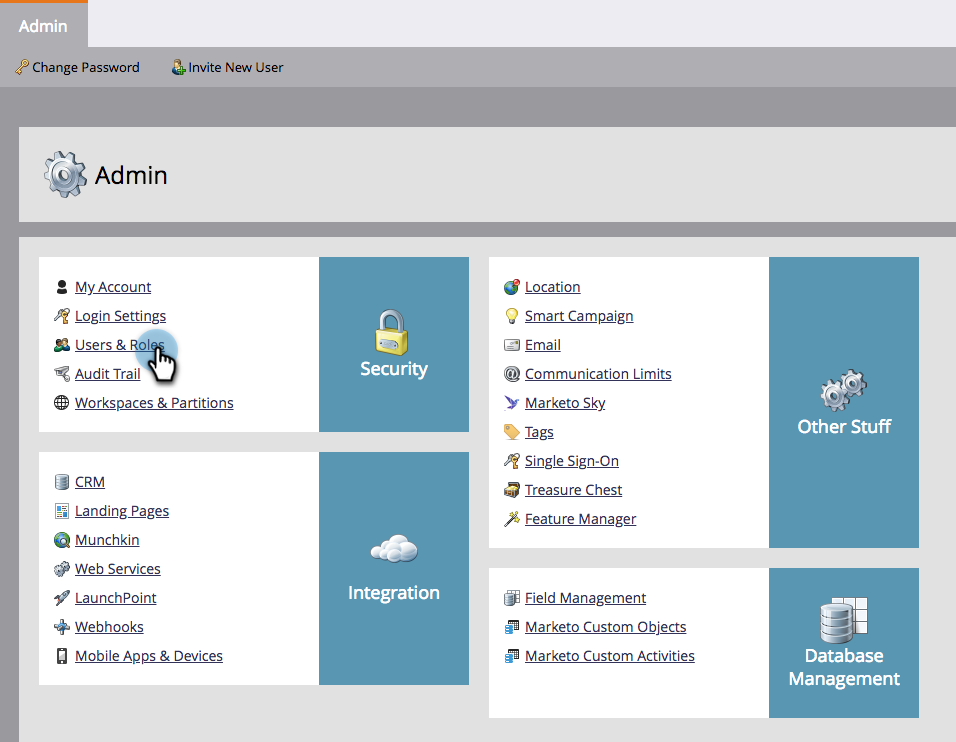 Admin
Change Password Invite New User
Admin
My Account
Login Settings
Users & Roles
Audit Trail
Workspaces & Partitions
Security
CRM
Landing Pages
Munchkin
Web Services
LaunchPoint
Webhooks
Mobile Apps & Devices
Integration
Location
Smart Campaign
Email
Communication Limits
Marketo Sky
Tags
Single Sign-On
Treasure Chest
Feature Manager
Other Stuff
Field Management
Marketo Custom Objects
Marketo Custom Activities
Database
Management